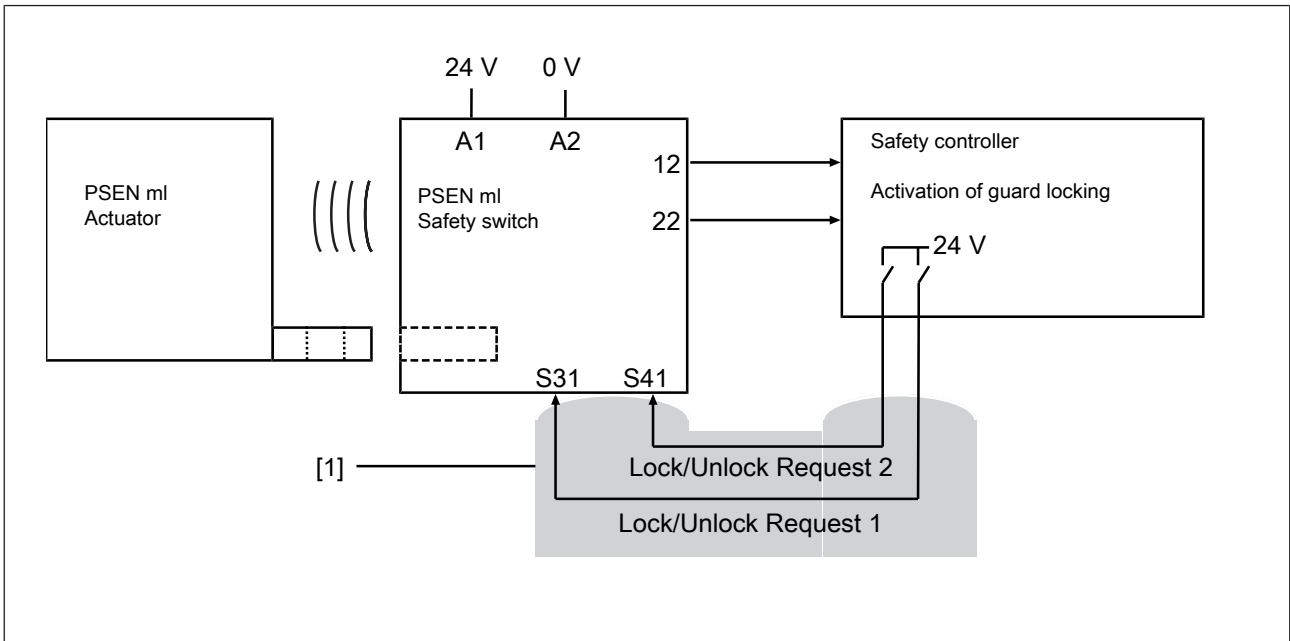 24 V
0 V
A1
A2
12
22
PSEN ml
Actuator
PSEN ml
Safety switch
Safety controller
Activation of guard locking
24 V
S31
S41
[1]
Lock/Unlock Request 2
Lock/Unlock Request 1